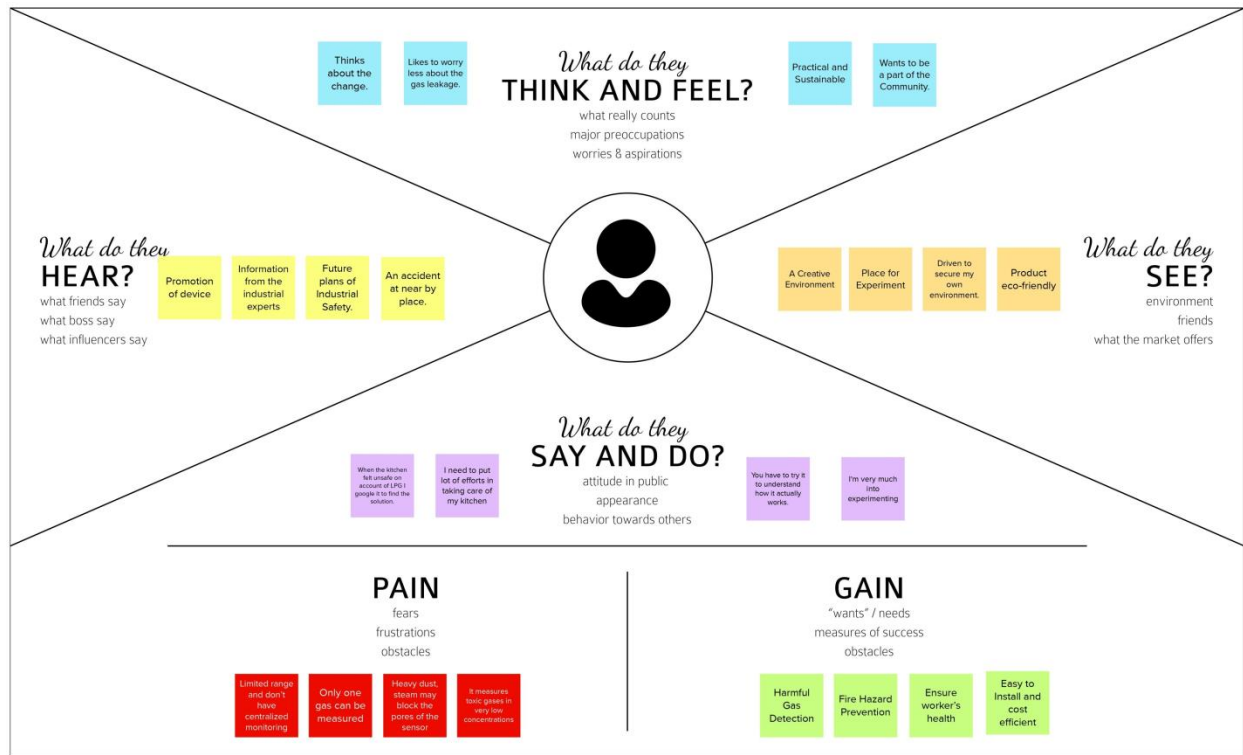 Thinks
about the
change.
Likes to worry
less about the
gas leakage.
What do they
THINK AND FEEL?
what really counts
major preoccupations
worries & aspirations
Practical and
Sustainable
Wants to be
a part of the
Community.
What do they
HEAR?
what friends say
what boss say
what influencers say
Promotion
of device
Information
from the
industrial
experts
Future
plans of
Industrial
Safety.
An accident
at near by
place.
A Creative
Environment
Place for
Experiment
Driven to
secure my
own
environment.
Product
eco-friendly
What do they
SEE?
environment
friends
what the market offers
When the kitchen
felt unsafe on
account of LPG I
google it to find the
solution.
I need to put
lot of efforts in
taking care of
my kitchen
What do they
SAY AND DO?
attitude in public
appearance
behavior towards others
You have to try it
to understand
how it actually
works.
I'm very much
into
experimenting
PAIN
fears
frustrations
obstacles
Limited range
and don't
have
centralized
monitoring
Only one
gas can be
measured
Heavy dust,
steam may
block the
pores of the
sensor
It measures
toxic gases in
very low
concentrations
GAIN
"wants" / needs
measures of success
obstacles
Harmful
Gas
Detection
Fire Hazard
Prevention
Ensure
worker's
health
Easy to
Install and
cost
efficient